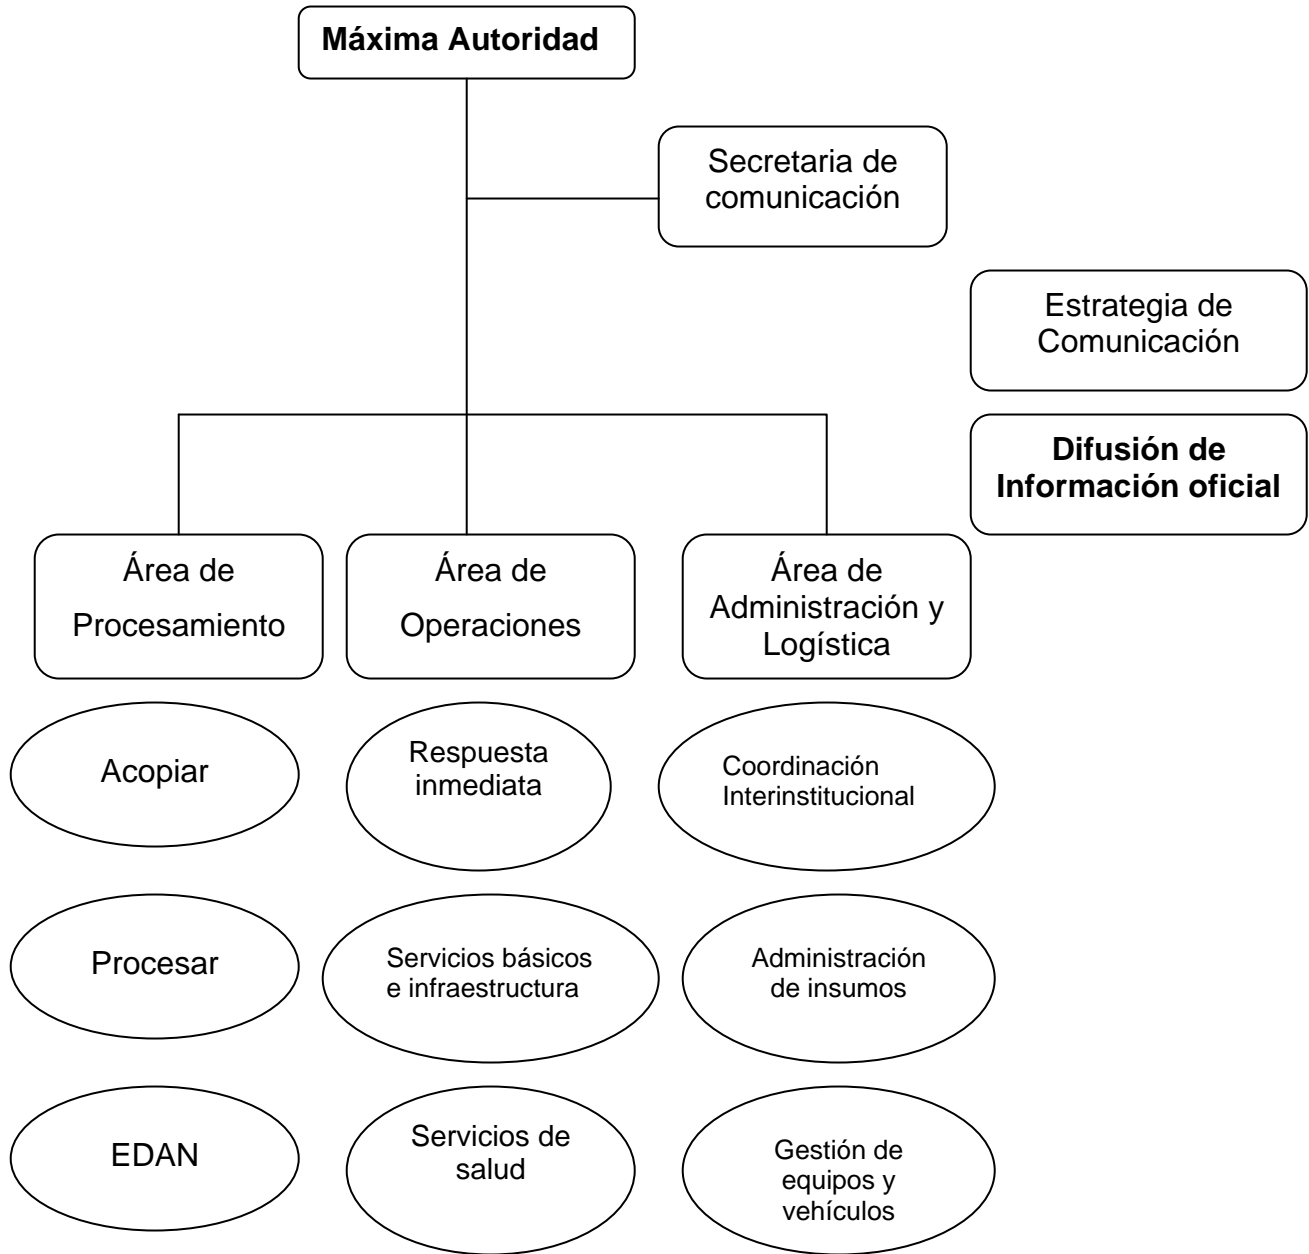 Máxima Autoridad
Secretaria de
comunicación
Estrategia de
Comunicación
Difusión de
Información oficial
Área de
Procesamiento
Área de
Operaciones
Área de
Administración y
Logística
Acopiar
Respuesta
inmediata
Coordinación
Interinstitucional
Procesar
Servicios básicos
e infraestructura
Administración
de insumos
EDAN
Servicios de
salud
Gestión de
equipos y
vehículos